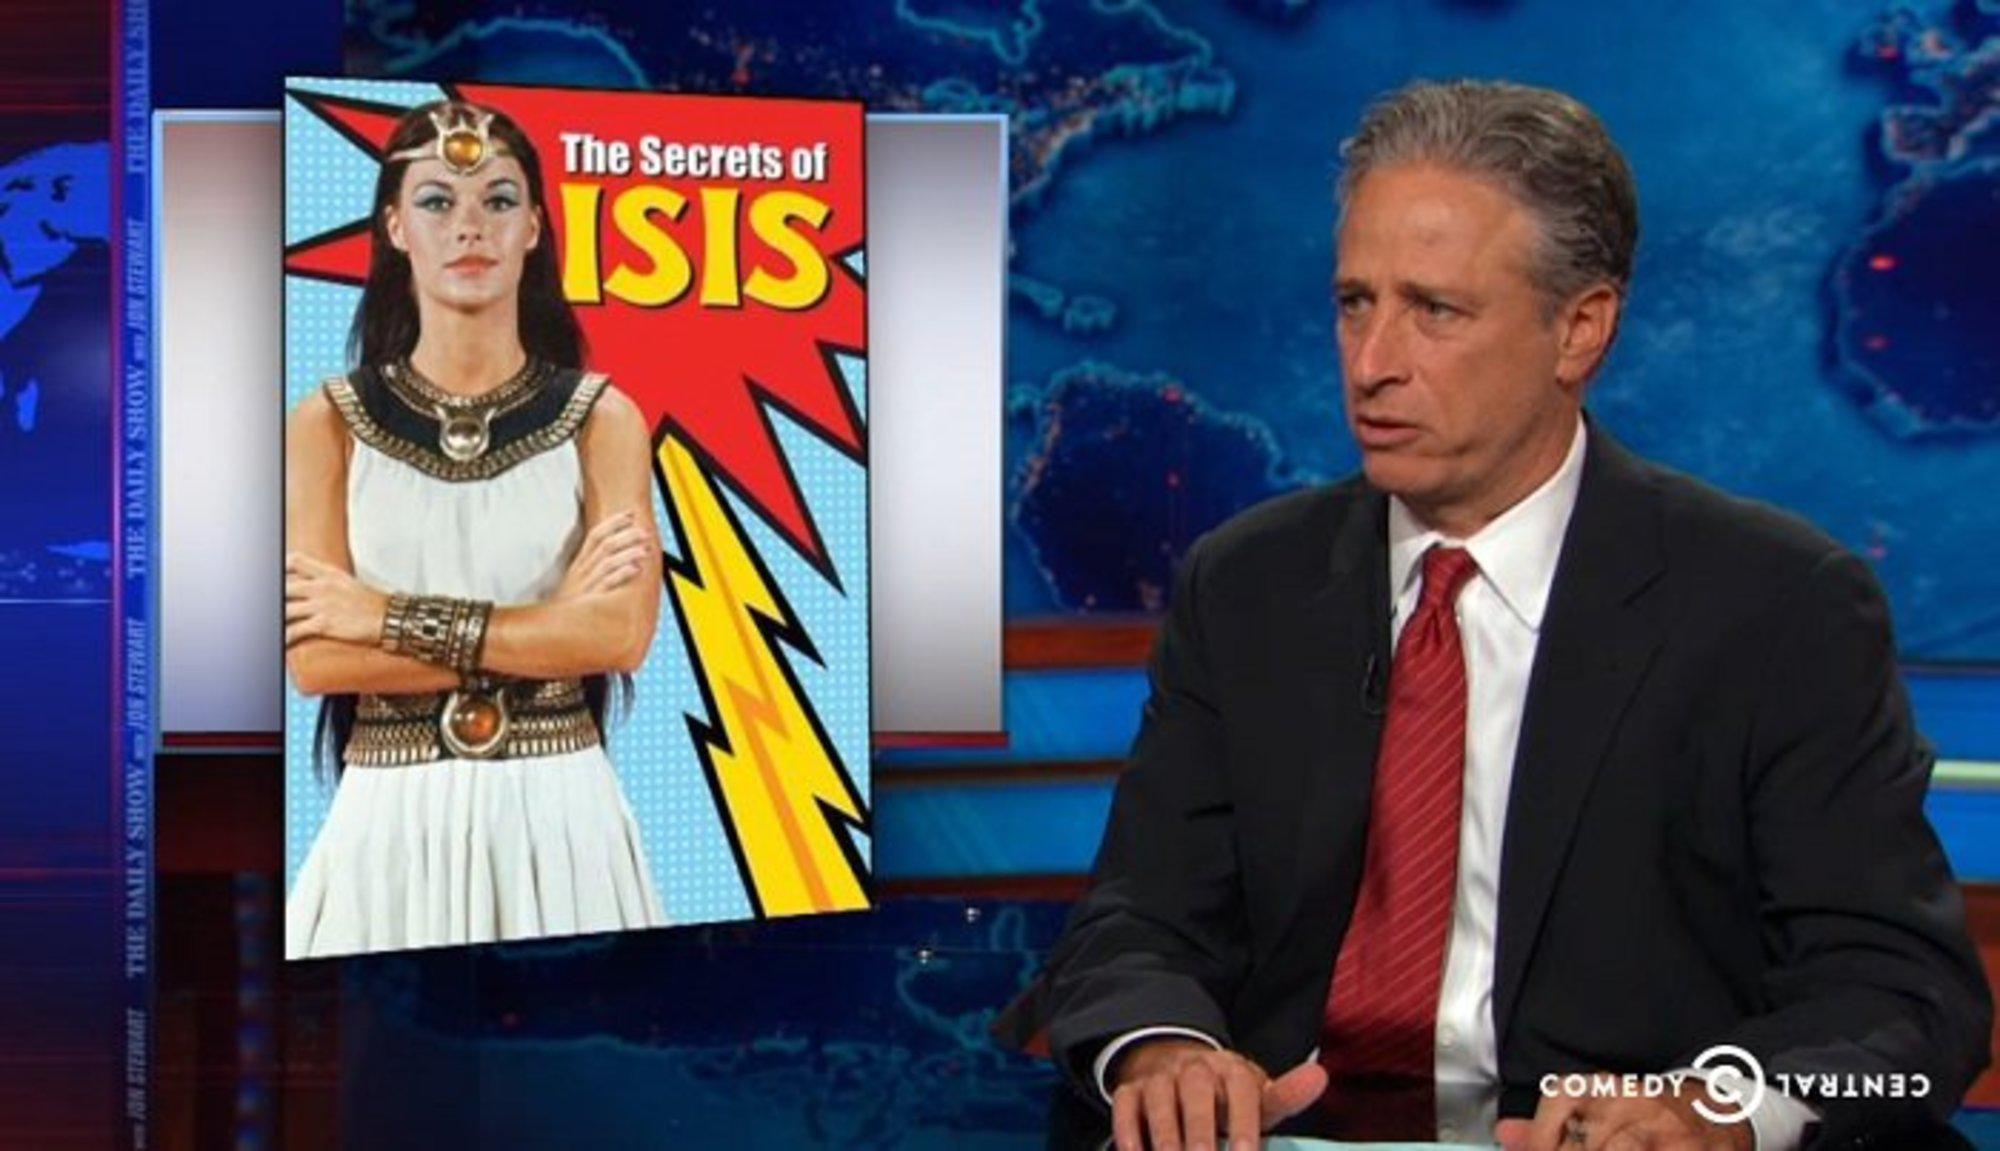 The Secrets of
ISIS
THE DAILY SHOW WITH JON STEWART
THE DAILY SHOW WITH JON STEWART
THE DAILY SHOW WITH JON STEWART
COMEDY CENTRAL